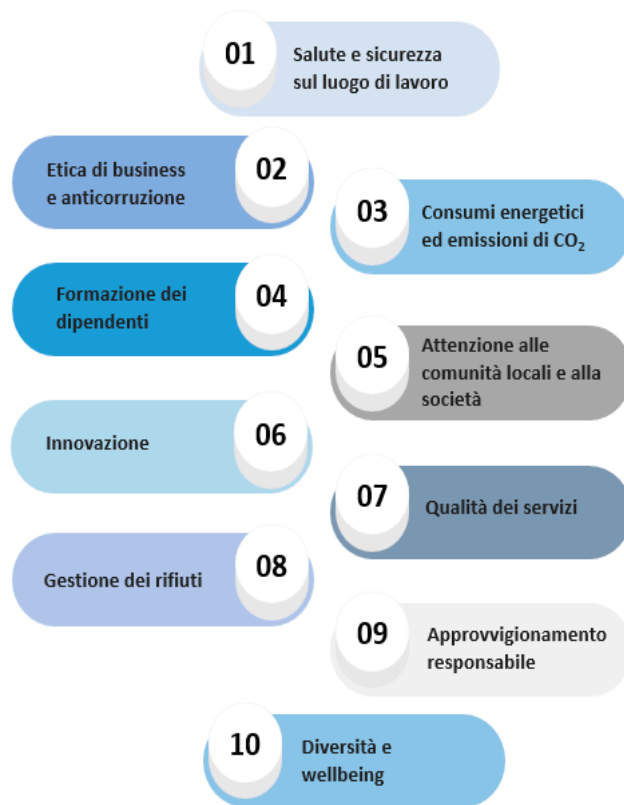 01
Salute e sicurezza
sul luogo di lavoro
02
Etica di business
e anticorruzione
03
Consumi energetici
ed emissioni di CO₂
04
Formazione dei
dipendenti
05
Attenzione alle
comunità locali e alla
società
06
Innovazione
07
Qualità dei servizi
08
Gestione dei rifiuti
09
Approvvigionamento
responsabile
10
Diversità e
wellbeing